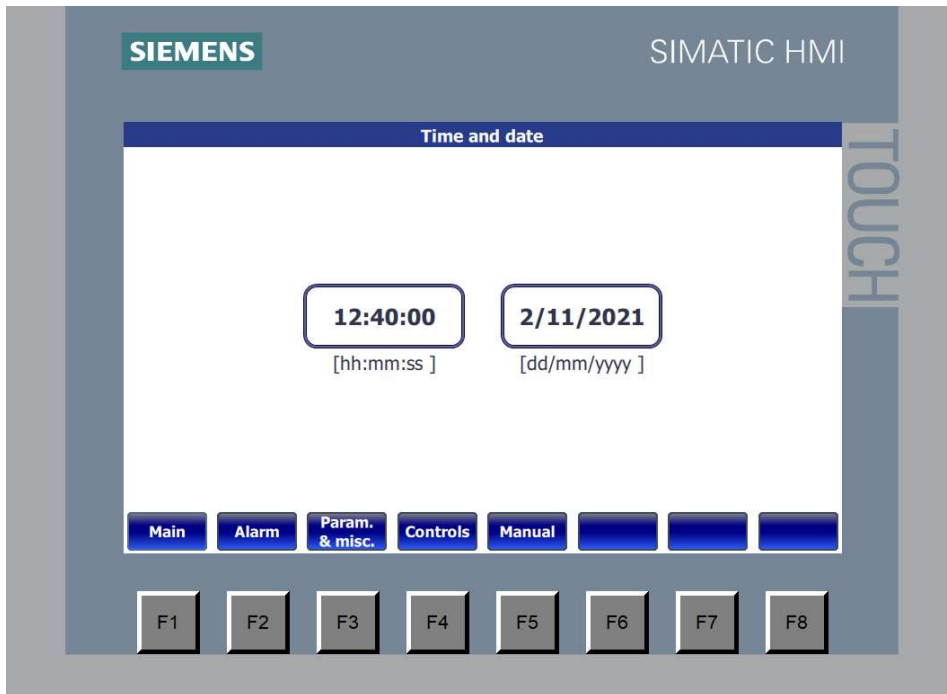 SIEMENS
SIMATIC HMI
TOUCH
Time and date
12:40:00
2/11/2021
[hh:mm:ss ]
[dd/mm/yyyy ]
Main
Alarm
Param.
& misc.
Controls
Manual
F1
F2
F3
F4
F5
F6
F7
F8